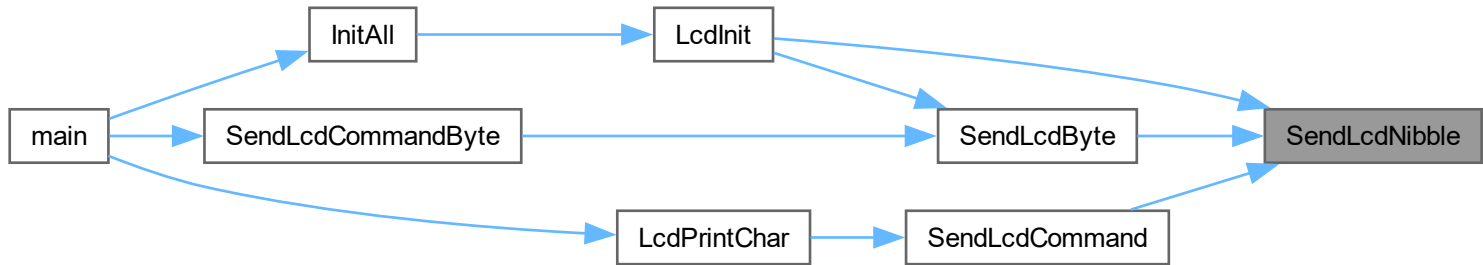 InitAll
LcdInit
main
SendLcdCommandByte
SendLcdByte
SendLcdNibble
LcdPrintChar
SendLcdCommand